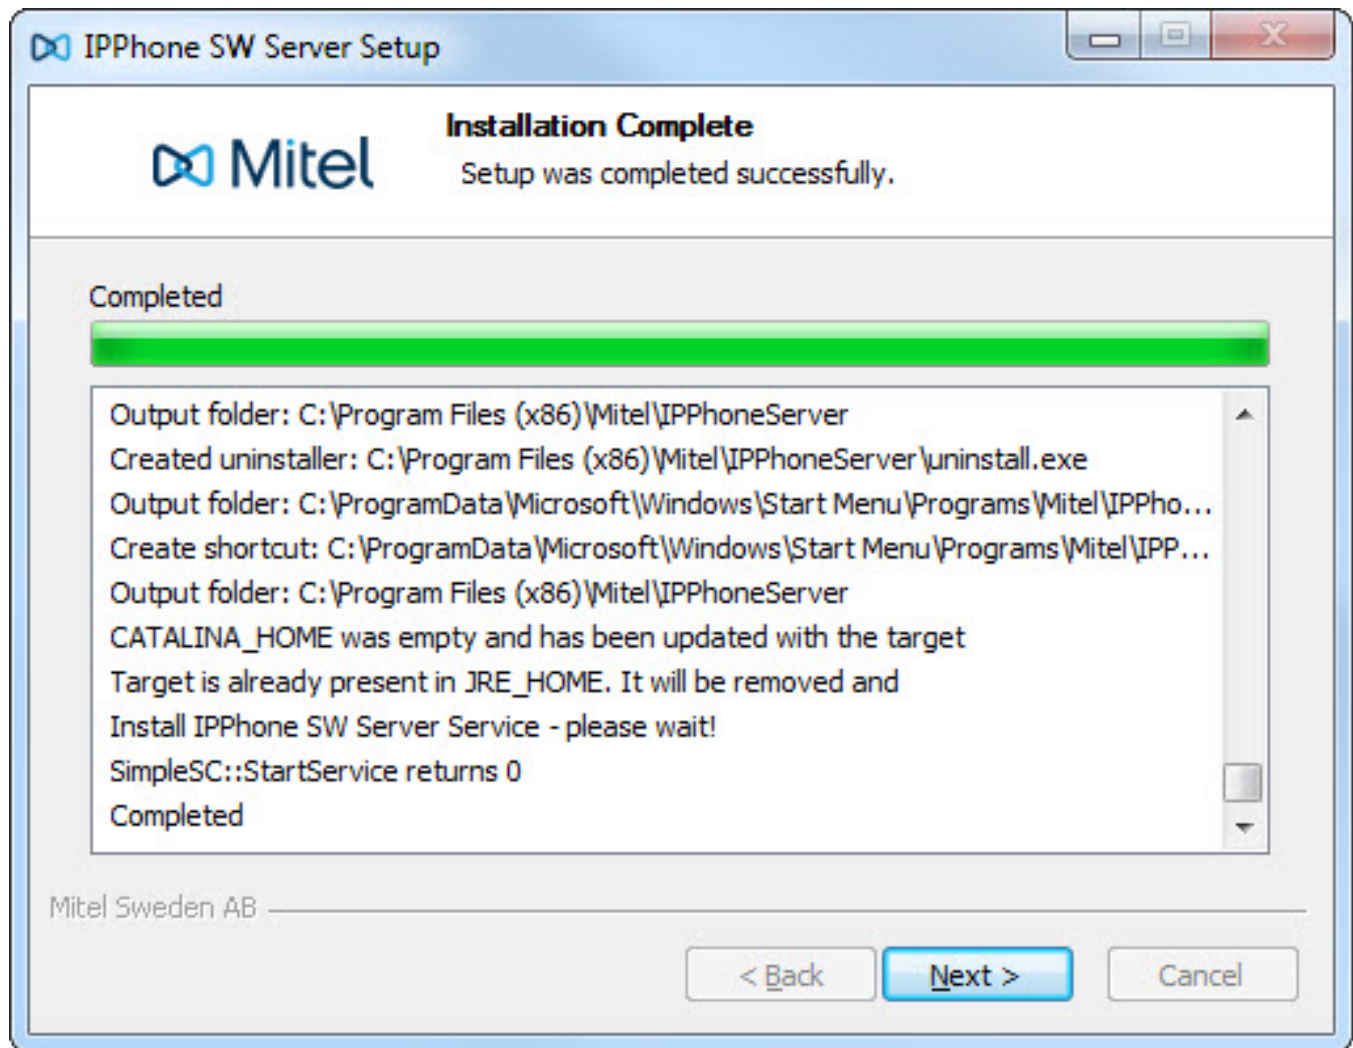 IPPhone SW Server Setup
Mitel
Installation Complete
Setup was completed successfully.
Completed
Output folder: C:\Program Files (x86)\Mitel\IPPhoneServer
Created uninstaller: C:\Program Files (x86)\Mitel\IPPhoneServer\uninstall.exe
Output folder: C:\ProgramData\Microsoft\Windows\Start Menu\Programs\Mitel\IPPho...
Create shortcut: C:\ProgramData\Microsoft\Windows\Start Menu\Programs\Mitel\IPP...
Output folder: C:\Program Files (x86)\Mitel\IPPhoneServer
CATALINA_HOME was empty and has been updated with the target
Target is already present in JRE_HOME. It will be removed and
Install IPPhone SW Server Service - please wait!
SimpleSC::StartService returns 0
Completed
Mitel Sweden AB
< Back
Next >
Cancel